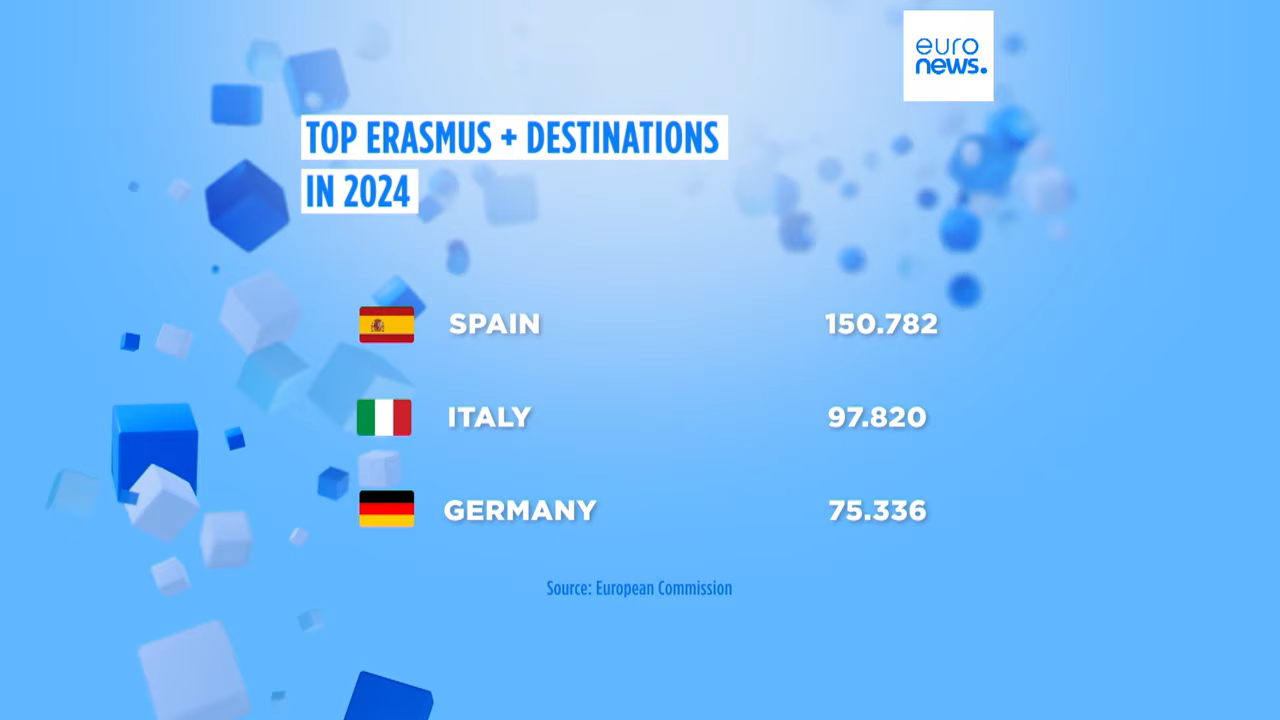 euro
news.
TOP ERASMUS + DESTINATIONS
IN 2024
SPAIN 150.782
ITALY 97.820
GERMANY 75.336
Source: European Commission